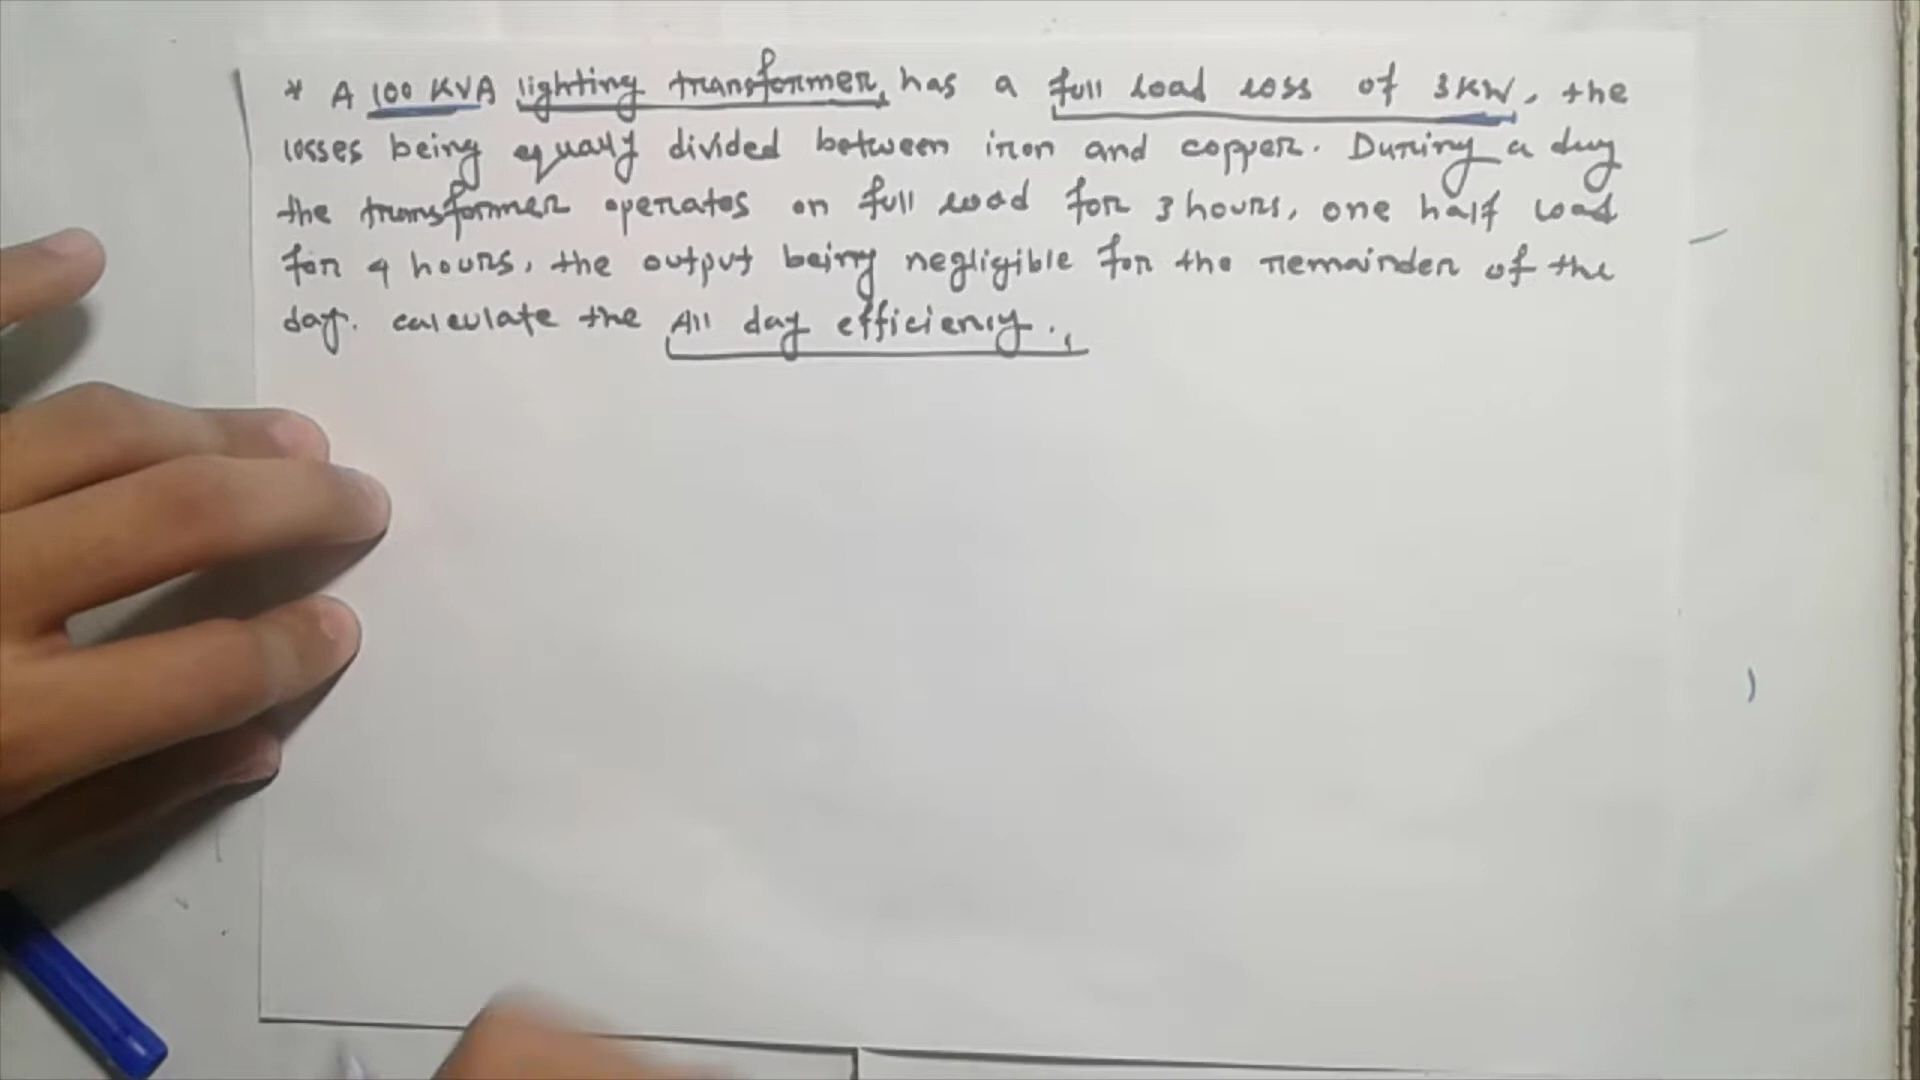 * A 100 KVA lighting transformer, has a full load loss of 3KW, the
losses being equally divided between iron and copper. During a day
the transformer operates on full load for 3 hours, one half load
for 4 hours, the output being negligible for the remainder of the
day. calculate the All day efficiency.